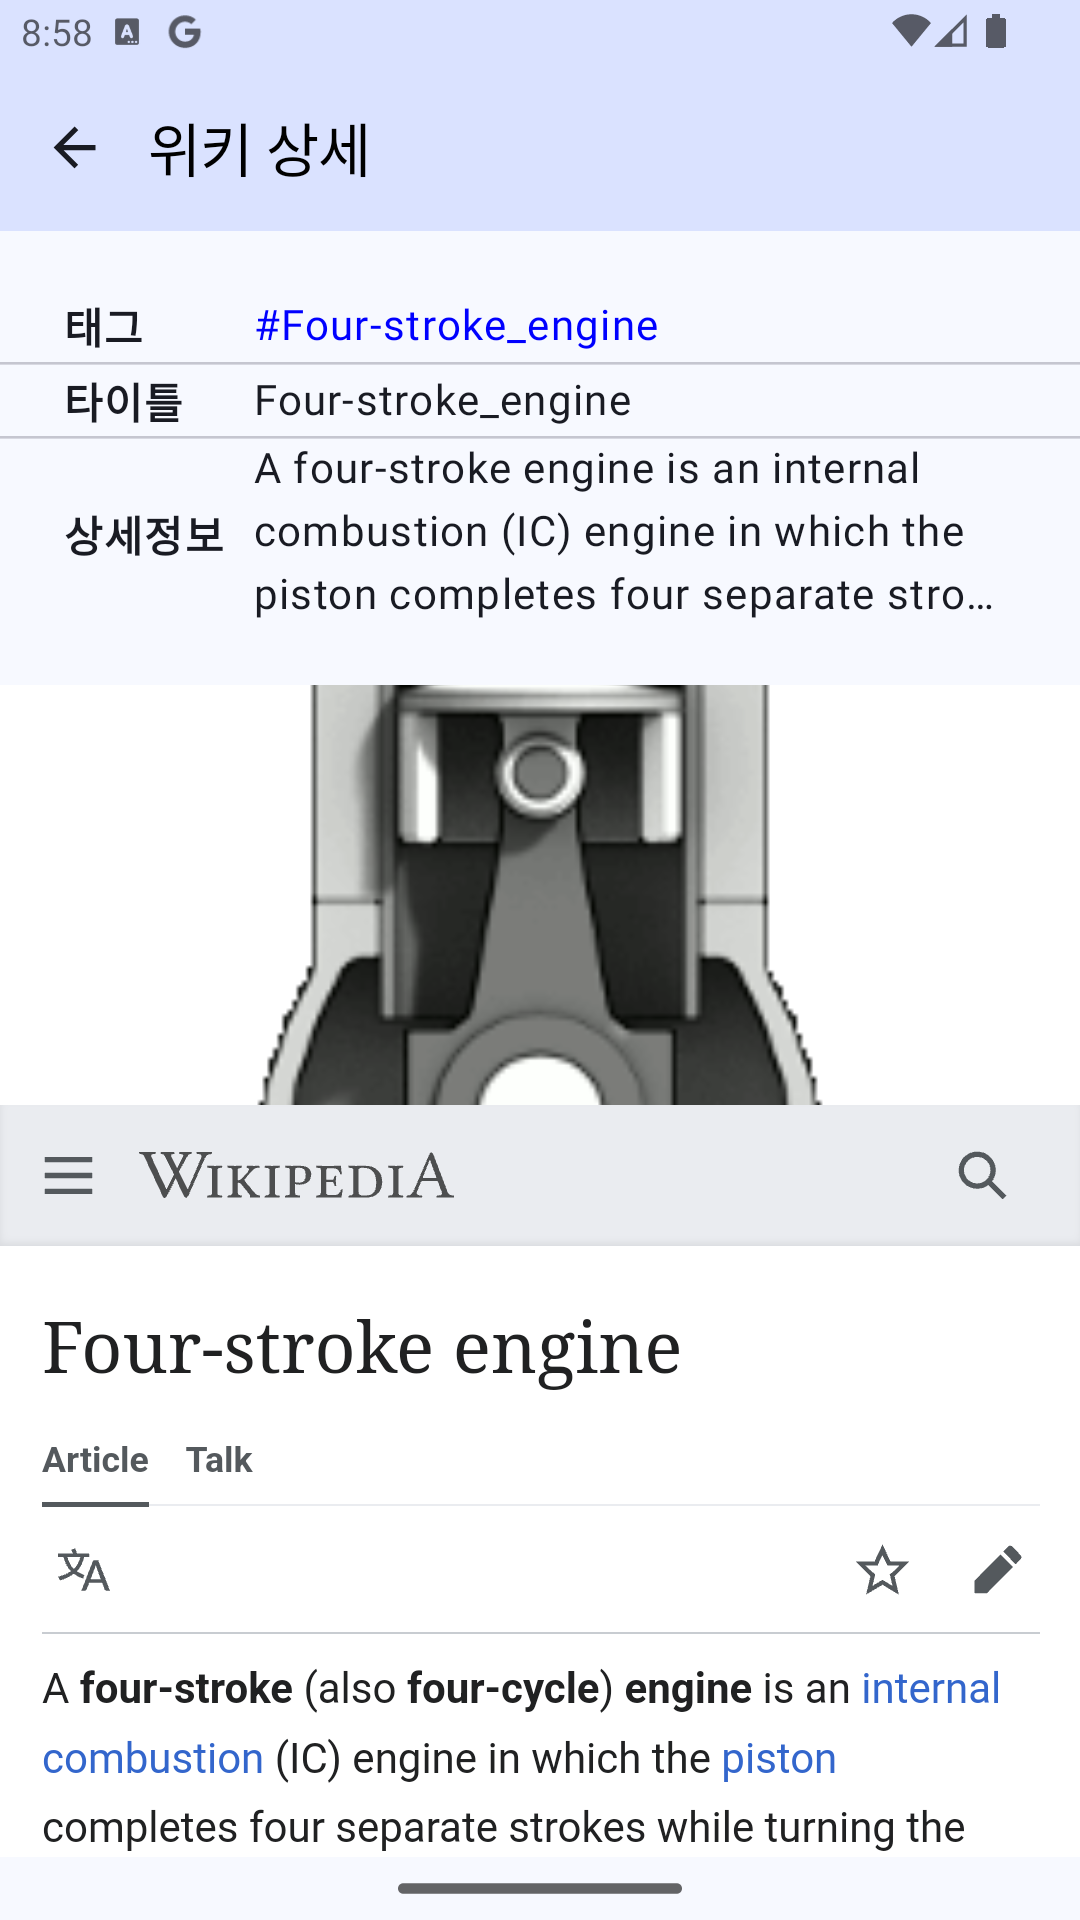 8:58
위키 상세
태그 #Four-stroke_engine
타이틀 Four-stroke_engine
상세정보 A four-stroke engine is an internal
combustion (IC) engine in which the
piston completes four separate stro…
WIKIPEDIA
Four-stroke engine
Article Talk
A four-stroke (also four-cycle) engine is an internal
combustion (IC) engine in which the piston
completes four separate strokes while turning the